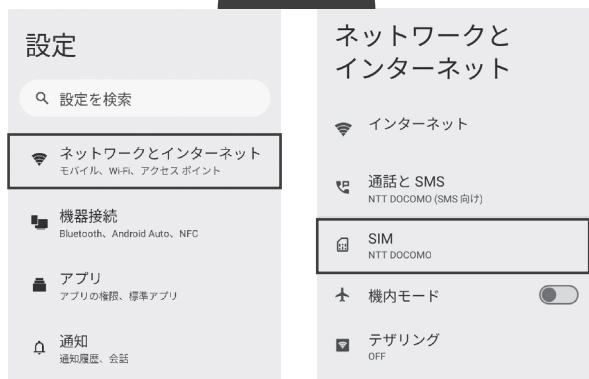 設定
設定を検索
ネットワークとインターネット
モバイル、Wi-Fi、アクセス ポイント
機器接続
Bluetooth、Android Auto、NFC
アプリ
アプリの権限、標準アプリ
通知
通知履歴、会話
ネットワークと
インターネット
インターネット
通話と SMS
NTT DOCOMO (SMS 向け)
SIM
NTT DOCOMO
機内モード
テザリング
OFF